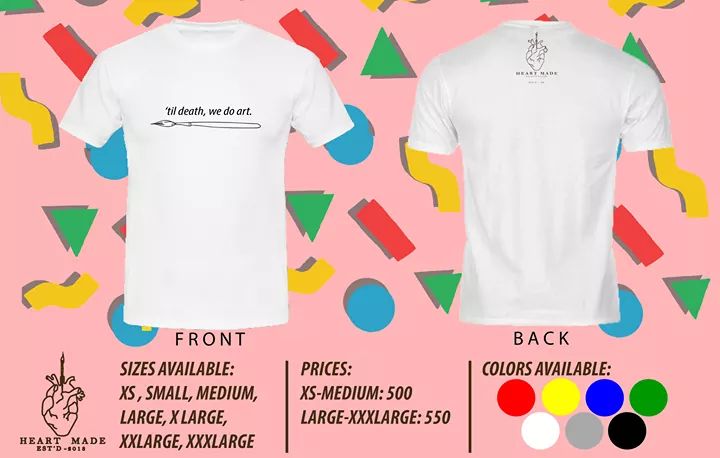 'til death, we do art.
HEART MADE
FRONT
BACK
HEART MADE
EST'D-2018
SIZES AVAILABLE:
XS , SMALL, MEDIUM,
LARGE, X LARGE,
XXLARGE, XXXLARGE
PRICES:
XS-MEDIUM: 500
LARGE-XXXLARGE: 550
COLORS AVAILABLE: